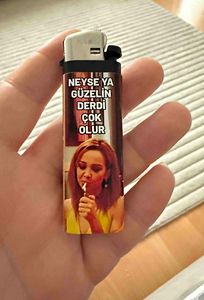 NEYSE YA
GÜZELİN
DERDİ
ÇOK
OLUR